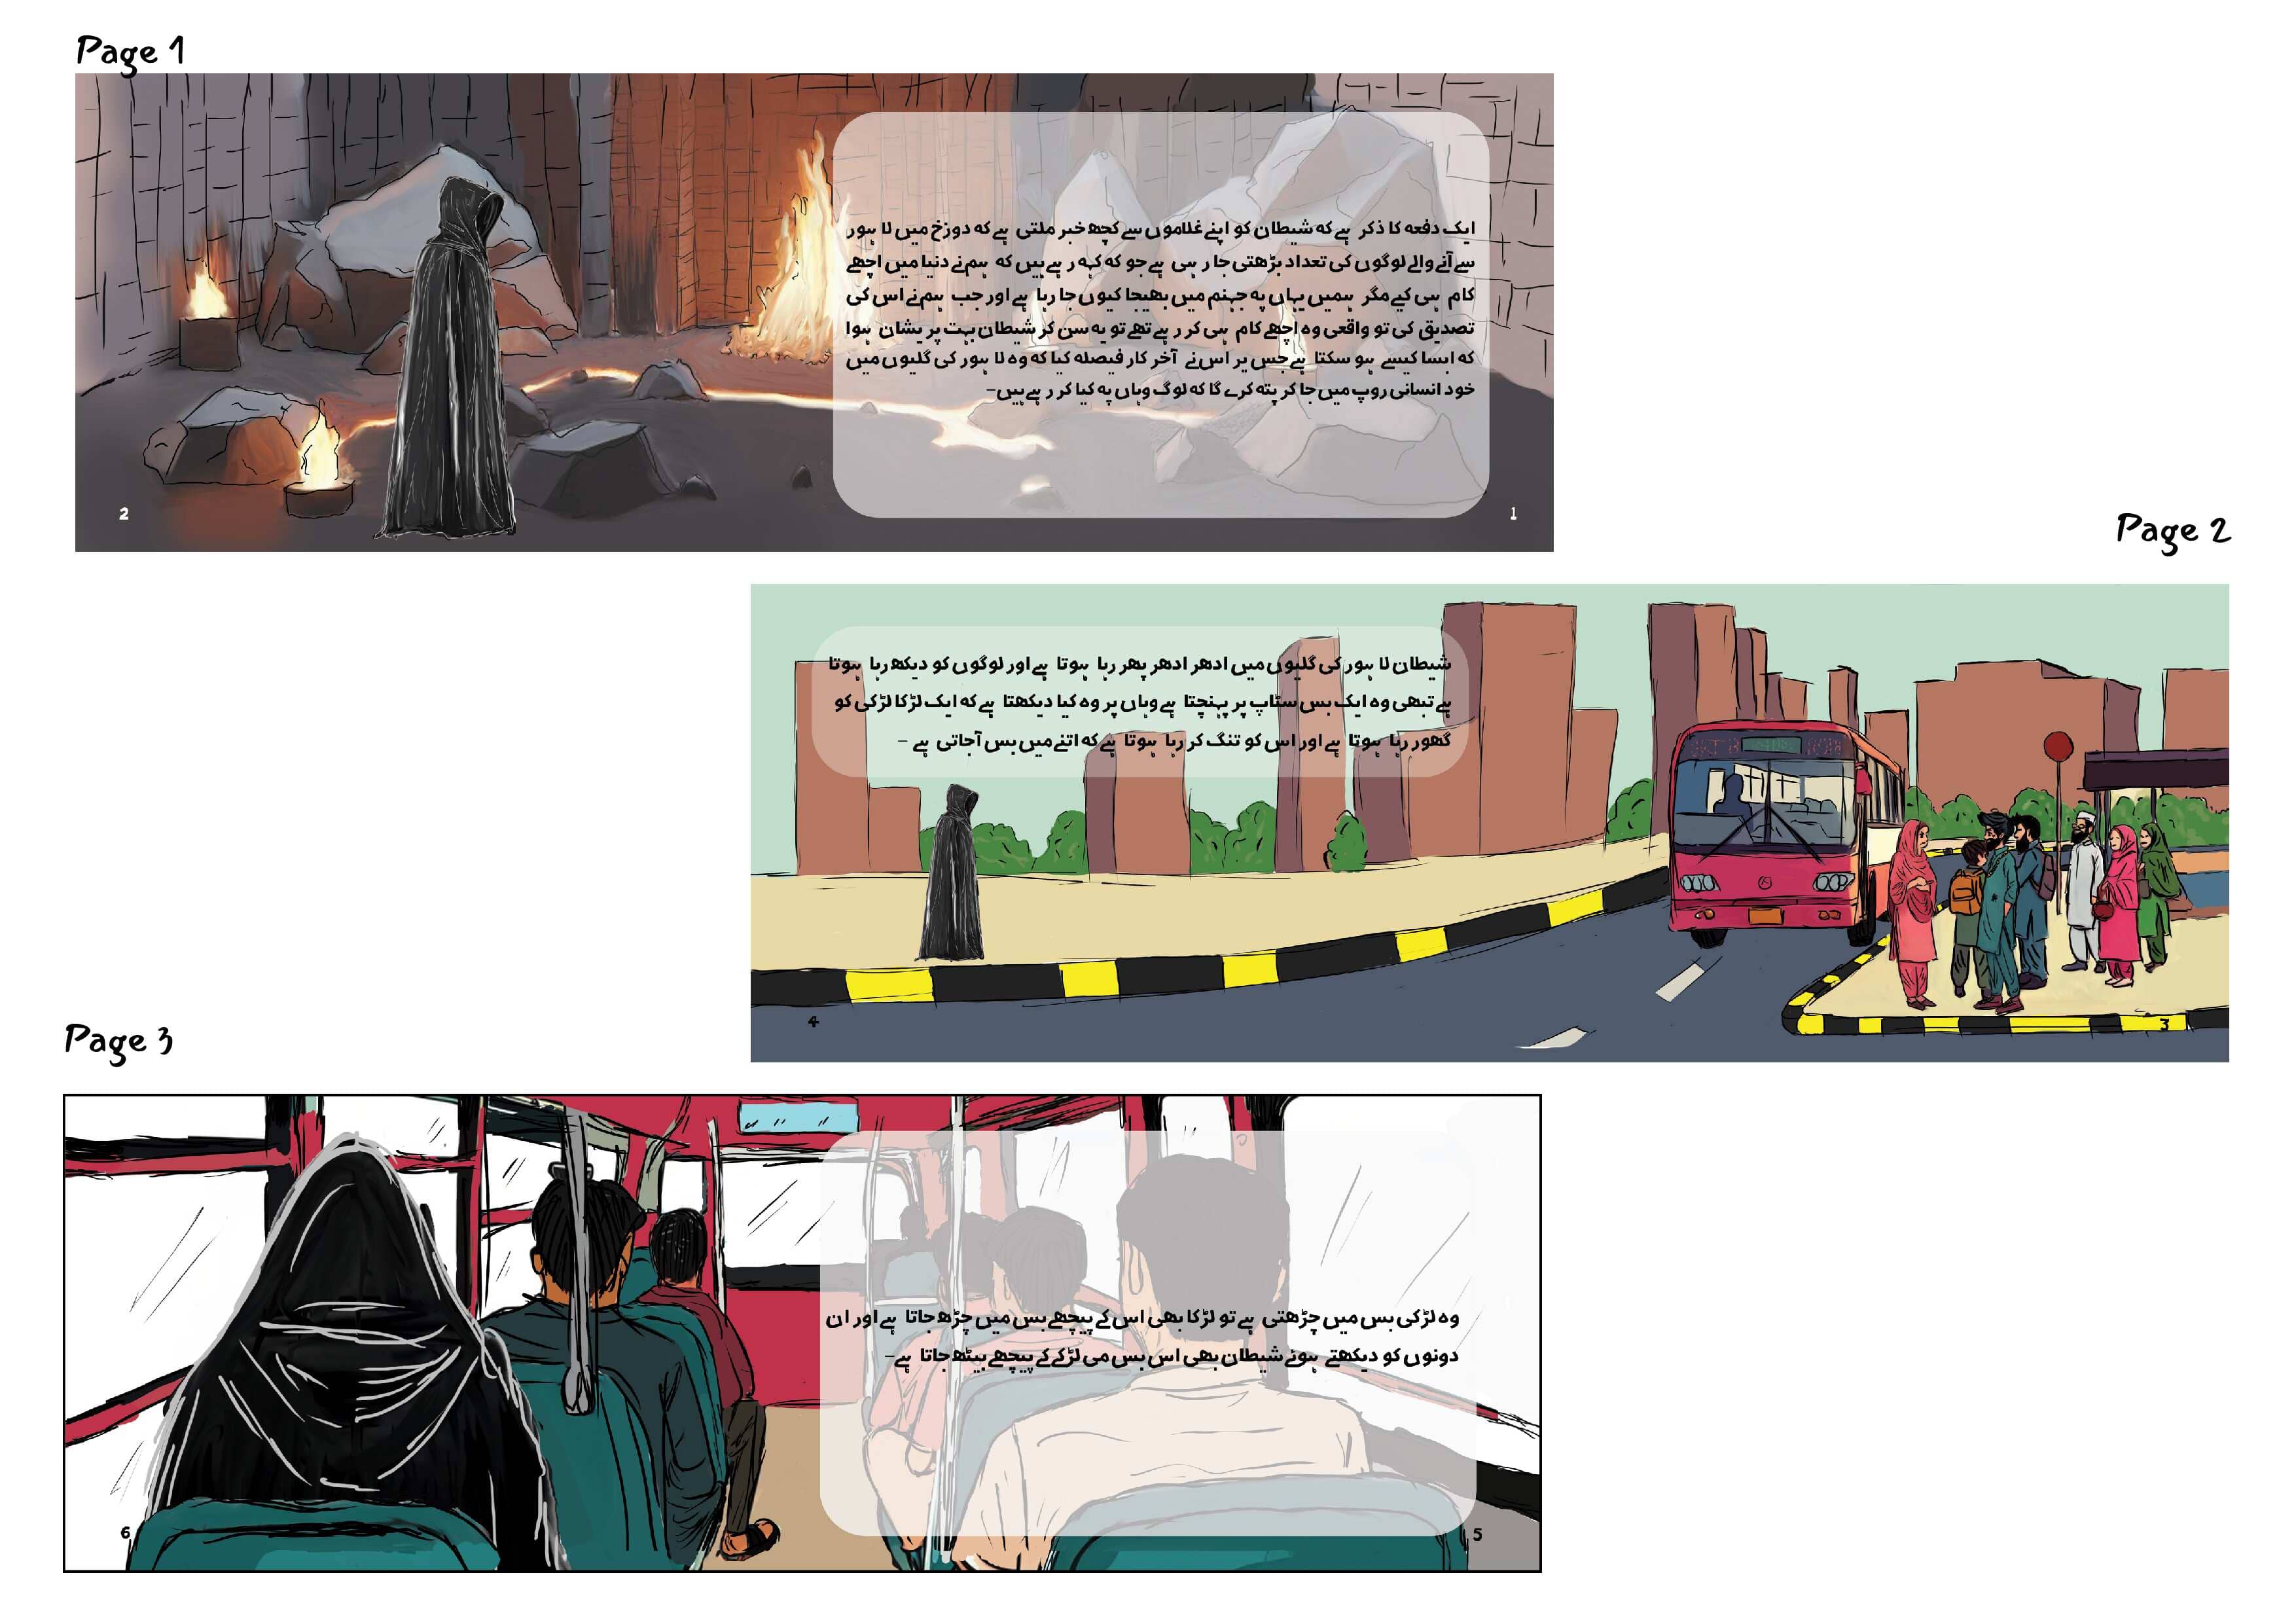 Page 1
ایک دفعہ کا ذکر ہے کہ شیطان کو اپنے غلاموں سے کچھ خبر ملتی ہے کہ دوزخ میں لاہور
سے آنے والے لوگوں کی تعداد بڑھتی جا رہی ہے جو کہ کہہ رہے ہیں کہ ہم نے دنیا میں اچھے
کام ہی کیے مگر ہمیں یہاں پہ جہنم میں بھیجا کیوں جا رہا ہے اور جب ہم نے اس کی
تصدیق کی تو واقعی وہ اچھے کام ہی کر رہے تھے تو یہ سن کر شیطان بہت پریشان ہوا
کہ ایسا کیسے ہو سکتا ہے جس پر اس نے آخر کار فیصلہ کیا کہ وہ لاہور کی گلیوں میں
خود انسانی روپ میں جا کر پتہ کرے گا کہ لوگ وہاں پہ کیا کر رہے ہیں–
2
1
Page 2
شیطان لاہور کی گلیوں میں ادھر ادھر پھر رہا ہوتا ہے اور لوگوں کو دیکھ رہا ہوتا
ہے تبھی وہ ایک بس سٹاپ پر پہنچتا ہے وہاں پر وہ کیا دیکھتا ہے کہ ایک لڑکا لڑکی کو
گھور رہا ہوتا ہے اور اس کو تنگ کر رہا ہوتا ہے کہ اتنے میں بس آجاتی ہے –
4
3
Page 3
وہ لڑکی بس میں چڑھتی ہے تو لڑکا بھی اس کے پیچھے بس میں چڑھ جاتا ہے اور ان
دونوں کو دیکھتے ہوئے شیطان بھی اس بس می لڑکے کے پیچھے بیٹھ جاتا ہے–
6
5